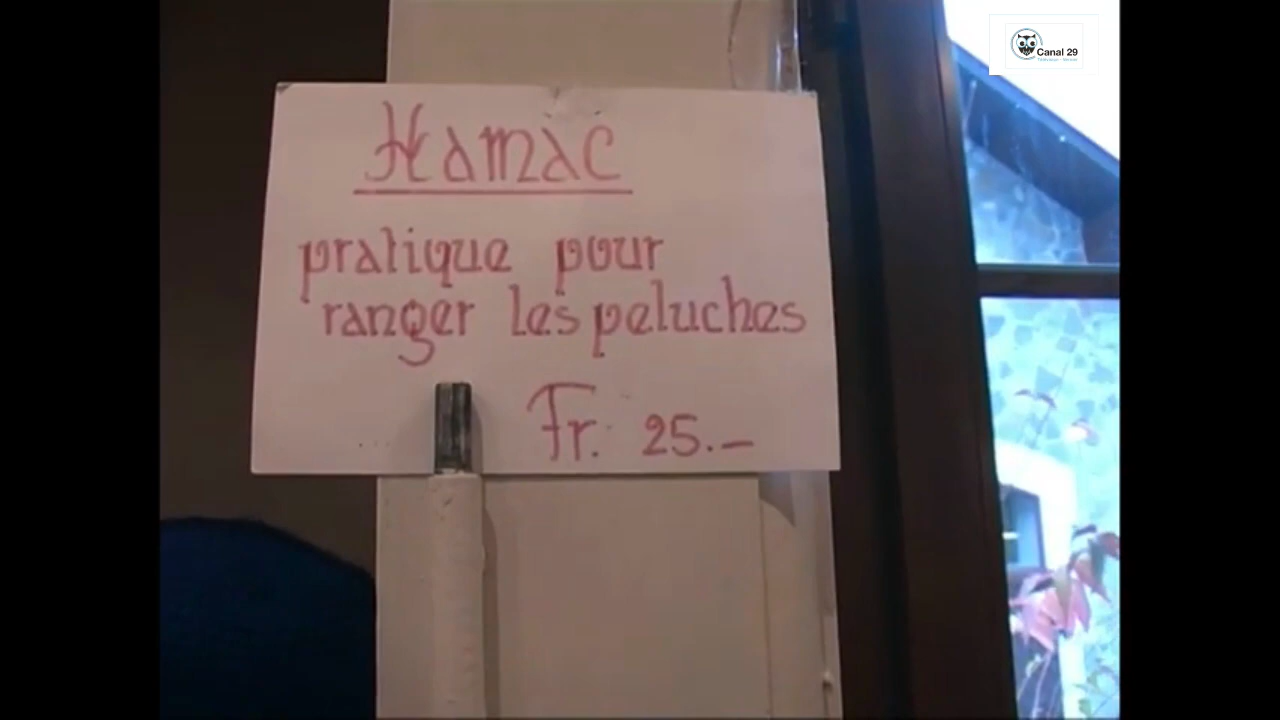 Canal 29
Hamac
pratique pour
ranger les peluches
Fr. 25.–